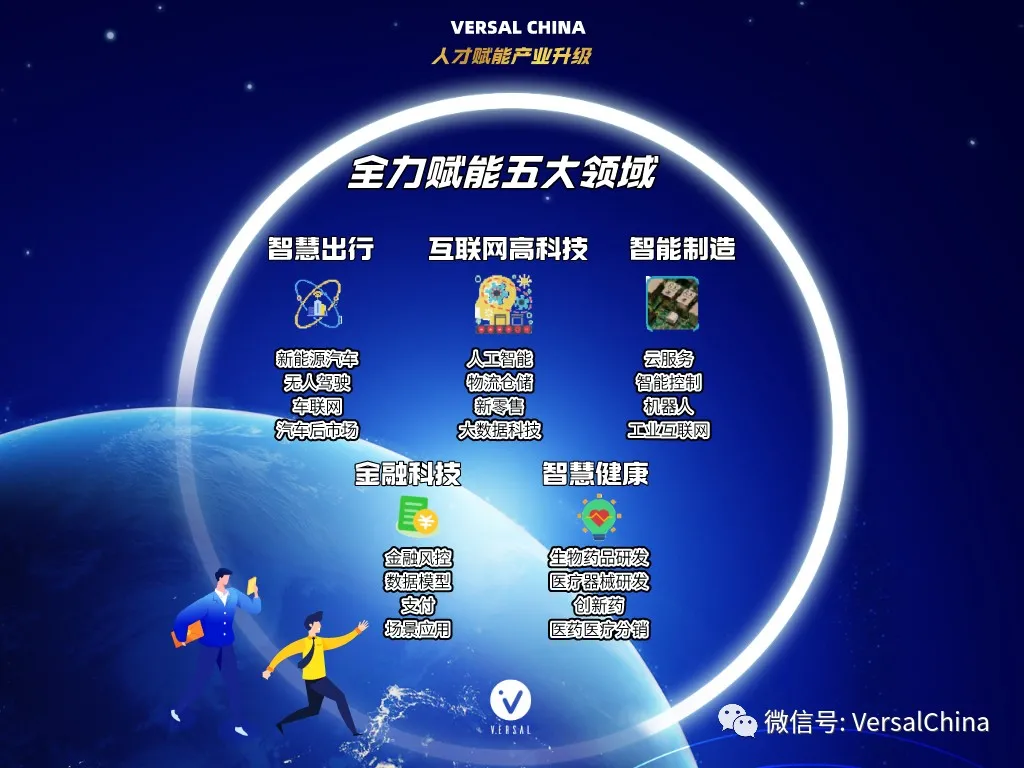 VERSAL CHINA
人才赋能产业升级
全力赋能五大领域
智慧出行
新能源汽车
无人驾驶
车联网
汽车后市场
互联网高科技
人工智能
物流仓储
新零售
大数据科技
智能制造
云服务
智能控制
机器人
工业互联网
金融科技
金融风控
数据模型
支付
场景应用
智慧健康
生物药品研发
医疗器械研发
创新药
医药医疗分销
VERSAL
微信号: VersalChina